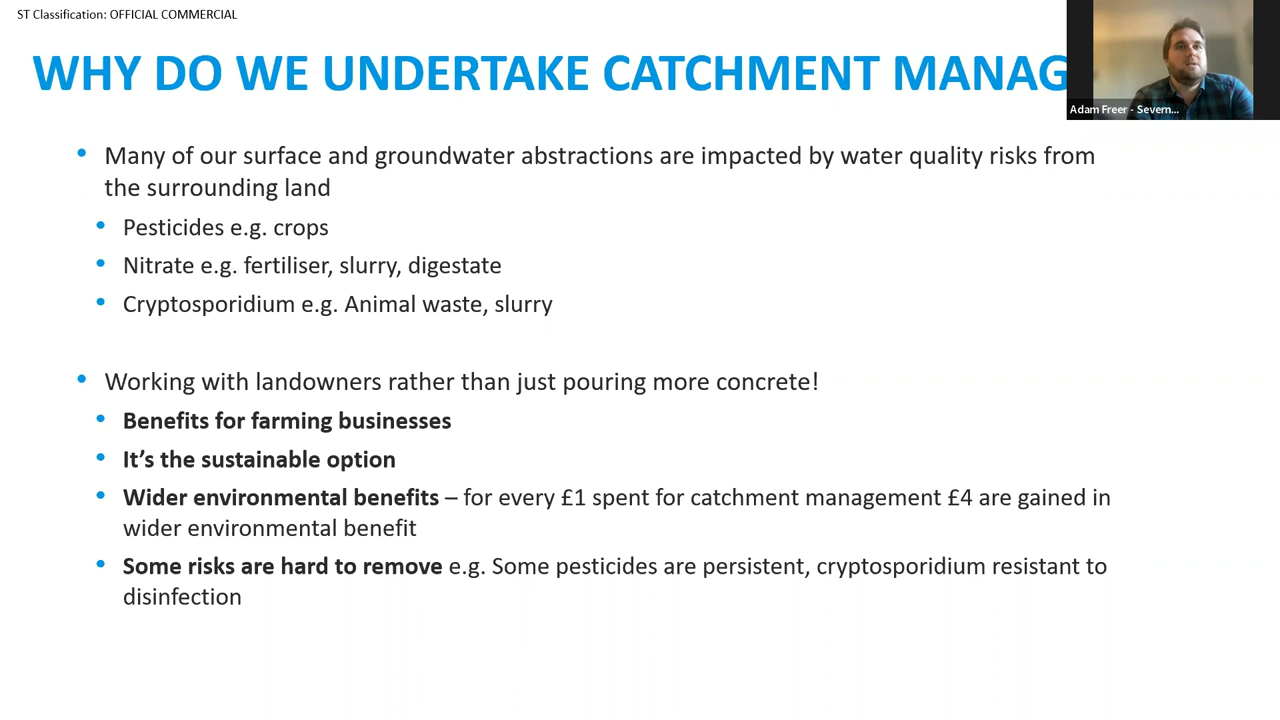 ST Classification: OFFICIAL COMMERCIAL
WHY DO WE UNDERTAKE CATCHMENT MANAG
Adam Freer - Severn...
• Many of our surface and groundwater abstractions are impacted by water quality risks from
the surrounding land
• Pesticides e.g. crops
• Nitrate e.g. fertiliser, slurry, digestate
• Cryptosporidium e.g. Animal waste, slurry
• Working with landowners rather than just pouring more concrete!
• Benefits for farming businesses
• It’s the sustainable option
• Wider environmental benefits – for every £1 spent for catchment management £4 are gained in
wider environmental benefit
• Some risks are hard to remove e.g. Some pesticides are persistent, cryptosporidium resistant to
disinfection